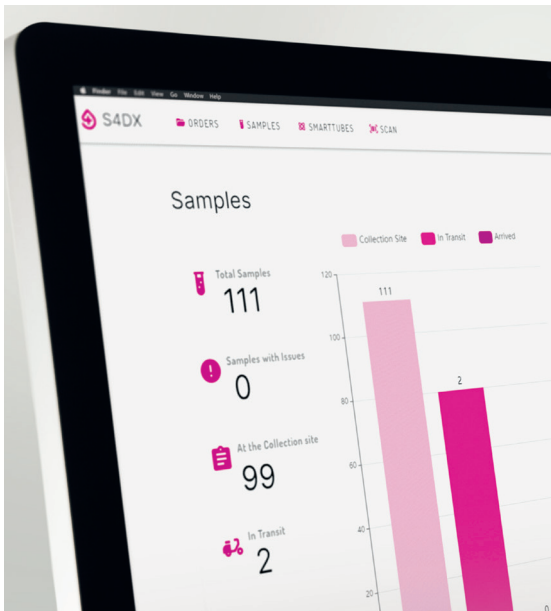 Finder File Edit View Go Window Help
S4DX ORDERS SAMPLES SMARTTUBES SCAN
Samples
Collection Site In Transit Arrived
Total Samples
111
Samples with Issues
0
At the Collection site
99
In Transit
2
120
100
80
60
40
20
111
2
0